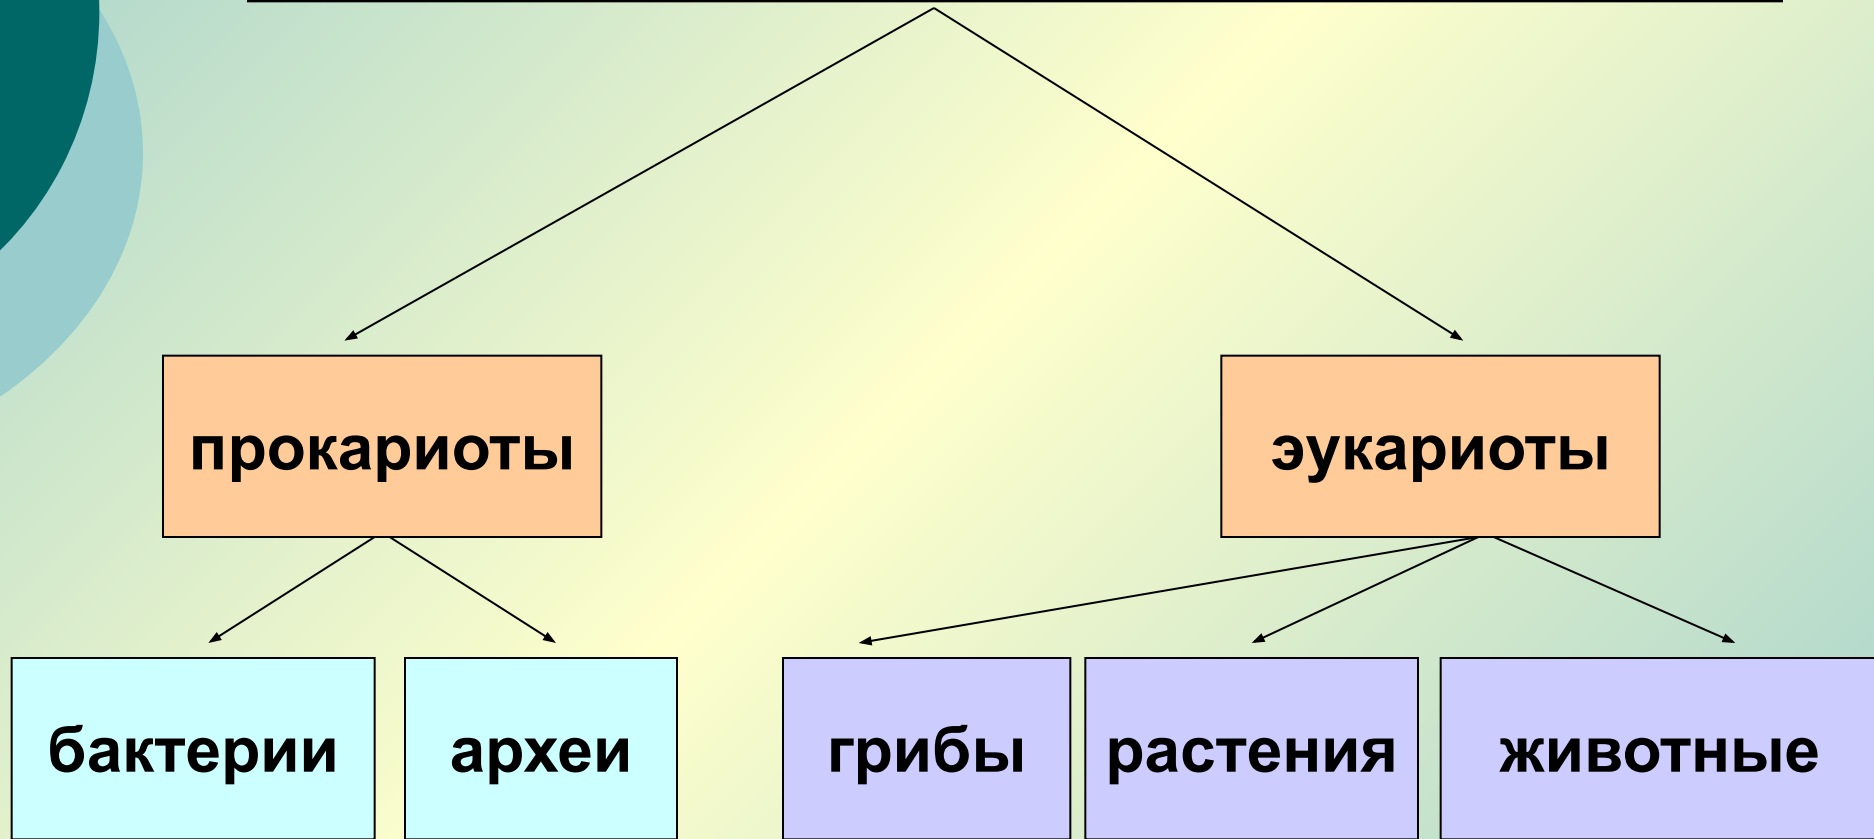 прокариоты
эукариоты
бактерии
археи
грибы
растения
животные